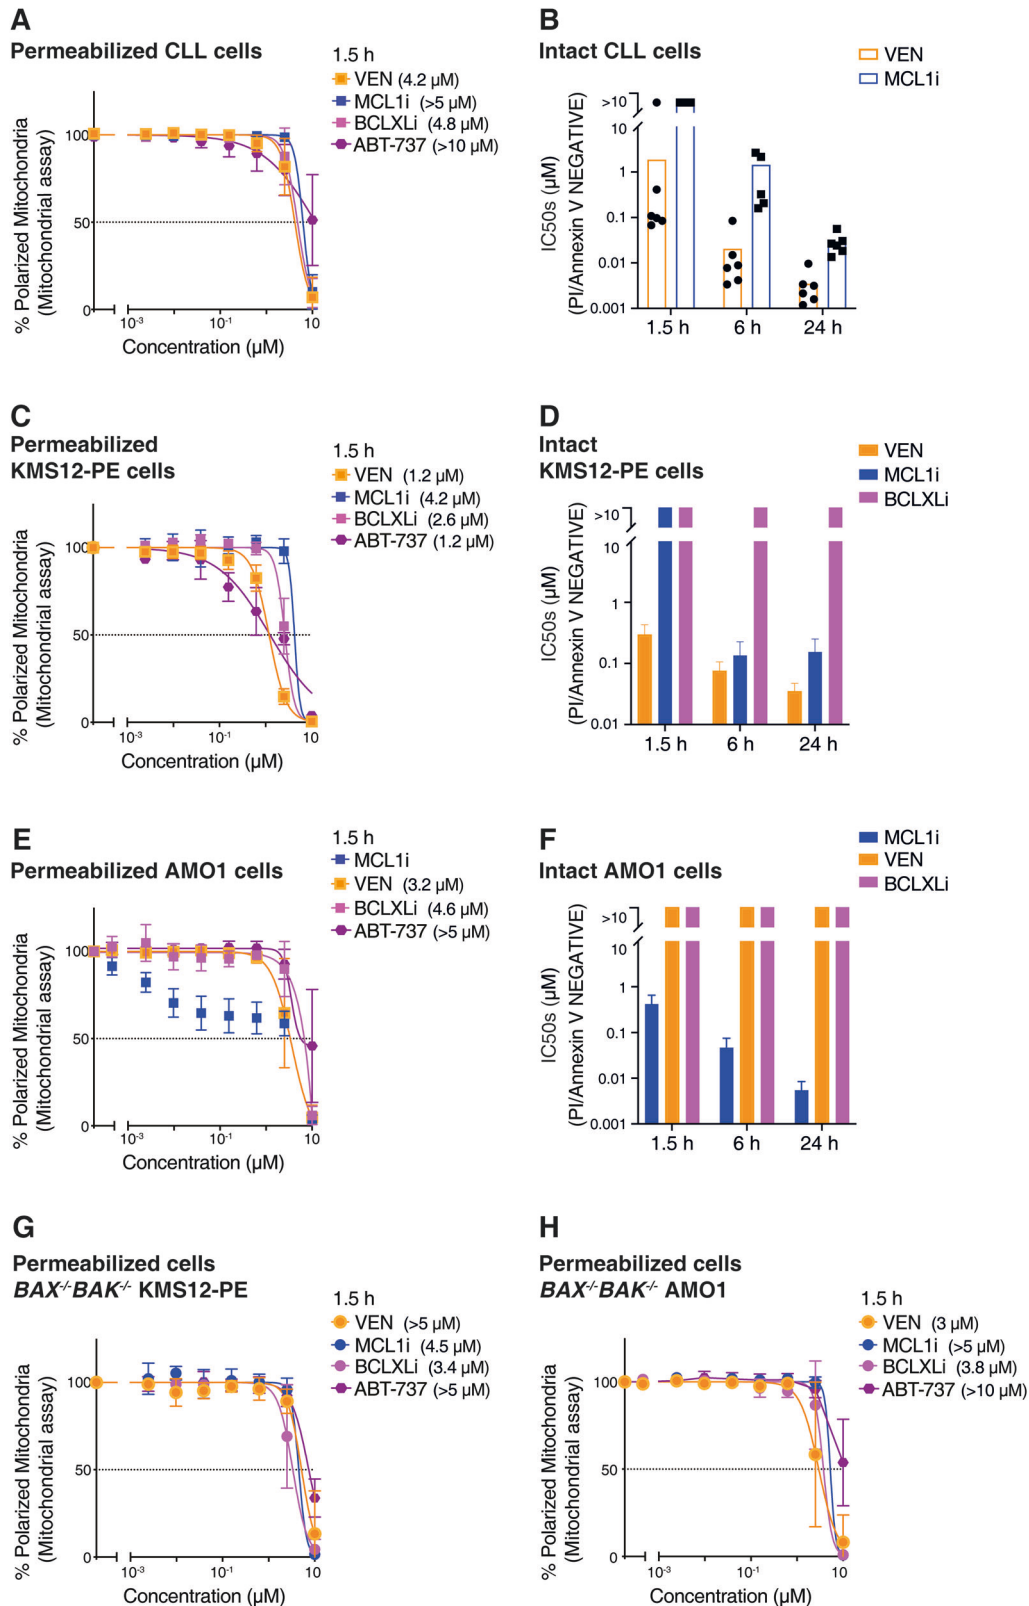 A
Permeabilized CLL cells
1.5 h
VEN (4.2 µM)
MCL1i (>5 µM)
BCLXLi (4.8 µM)
ABT-737 (>10 µM)
% Polarized Mitochondria
(Mitochondrial assay)
100
50
0
10-3
10-1
10
Concentration (µM)
B
Intact CLL cells
VEN
MCL1i
IC50s (µM)
(PI/Annexin V NEGATIVE)
>10
10
1
0.1
0.01
0.001
1.5 h
6 h
24 h
C
Permeabilized
KMS12-PE cells
1.5 h
VEN (1.2 µM)
MCL1i (4.2 µM)
BCLXLi (2.6 µM)
ABT-737 (1.2 µM)
% Polarized Mitochondria
(Mitochondrial assay)
100
50
0
10-3
10-1
10
Concentration (µM)
D
Intact
KMS12-PE cells
VEN
MCL1i
BCLXLi
IC50s (µM)
(PI/Annexin V NEGATIVE)
>10
10
1
0.1
0.01
1.5 h
6 h
24 h
E
Permeabilized AMO1 cells
1.5 h
MCL1i
VEN (3.2 µM)
BCLXLi (4.6 µM)
ABT-737 (>5 µM)
% Polarized Mitochondria
(Mitochondrial assay)
100
50
0
10-3
10-1
10
Concentration (µM)
F
Intact AMO1 cells
MCL1i
VEN
BCLXLi
IC50s (µM)
(PI/Annexin V NEGATIVE)
>10
10
1
0.1
0.01
0.001
1.5 h
6 h
24 h
G
Permeabilized cells
BAX-/-BAK-/- KMS12-PE
1.5 h
VEN (>5 µM)
MCL1i (4.5 µM)
BCLXLi (3.4 µM)
ABT-737 (>5 µM)
% Polarized Mitochondria
(Mitochondrial assay)
100
50
0
10-3
10-1
10
Concentration (µM)
H
Permeabilized cells
BAX-/-BAK-/- AMO1
1.5 h
VEN (3 µM)
MCL1i (>5 µM)
BCLXLi (3.8 µM)
ABT-737 (>10 µM)
% Polarized Mitochondria
(Mitochondrial assay)
100
50
0
10-3
10-1
10
Concentration (µM)